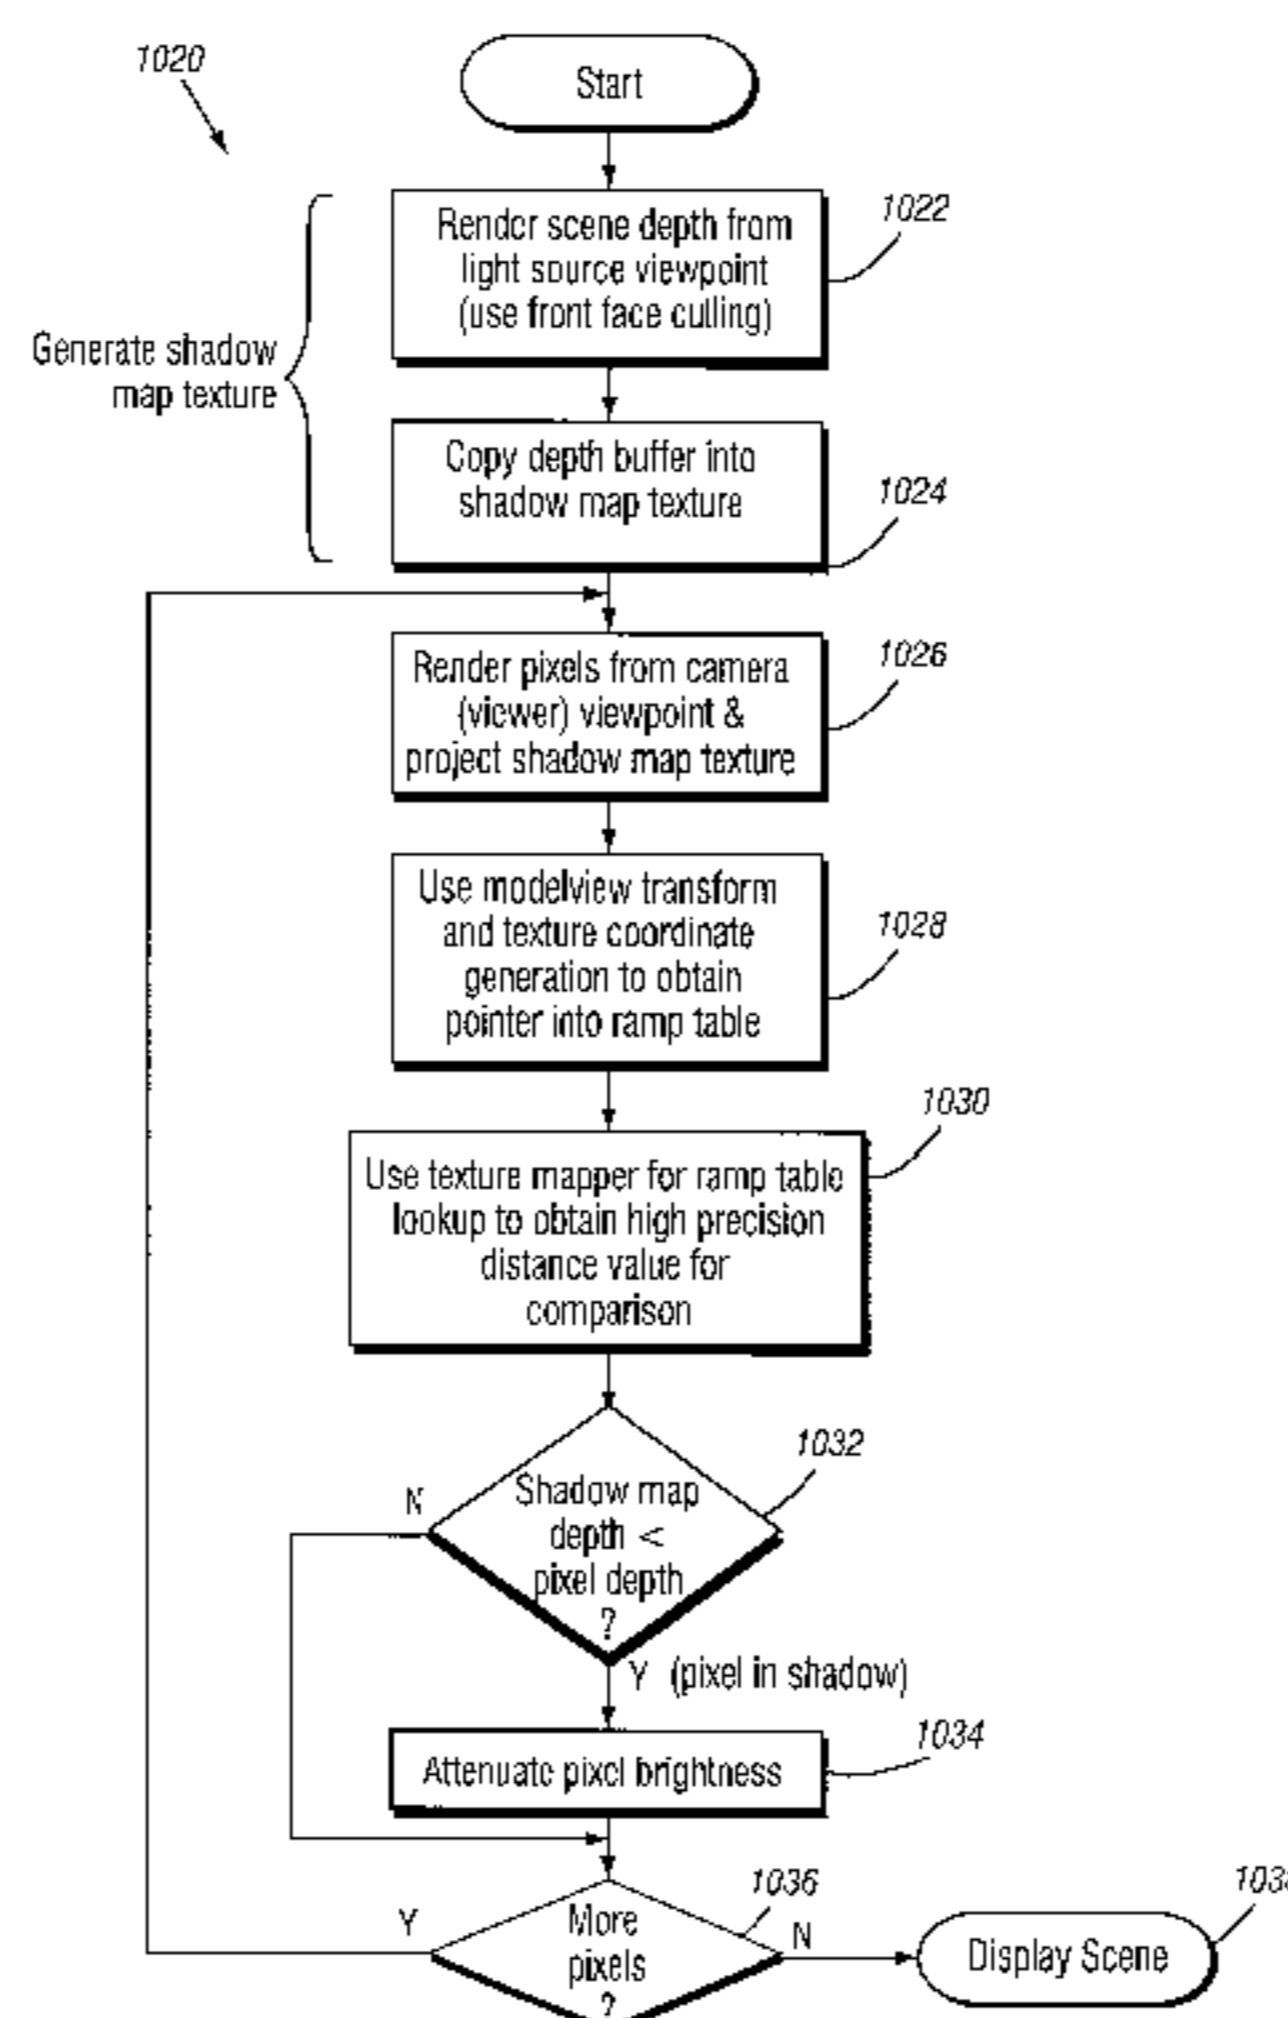 1020
Start
Render scene depth from
light source viewpoint
(use front face culling)
1022
Generate shadow
map texture
Copy depth buffer into
shadow map texture
1024
Render pixels from camera
(viewer) viewpoint &
project shadow map texture
1026
Use modelview transform
and texture coordinate
generation to obtain
pointer into ramp table
1028
Use texture mapper for ramp table
lookup to obtain high precision
distance value for
comparison
1030
Shadow map
depth <
pixel depth
?
1032
N
Y (pixel in shadow)
Attenuate pixel brightness
1034
More
pixels
?
1036
Y
N
Display Scene